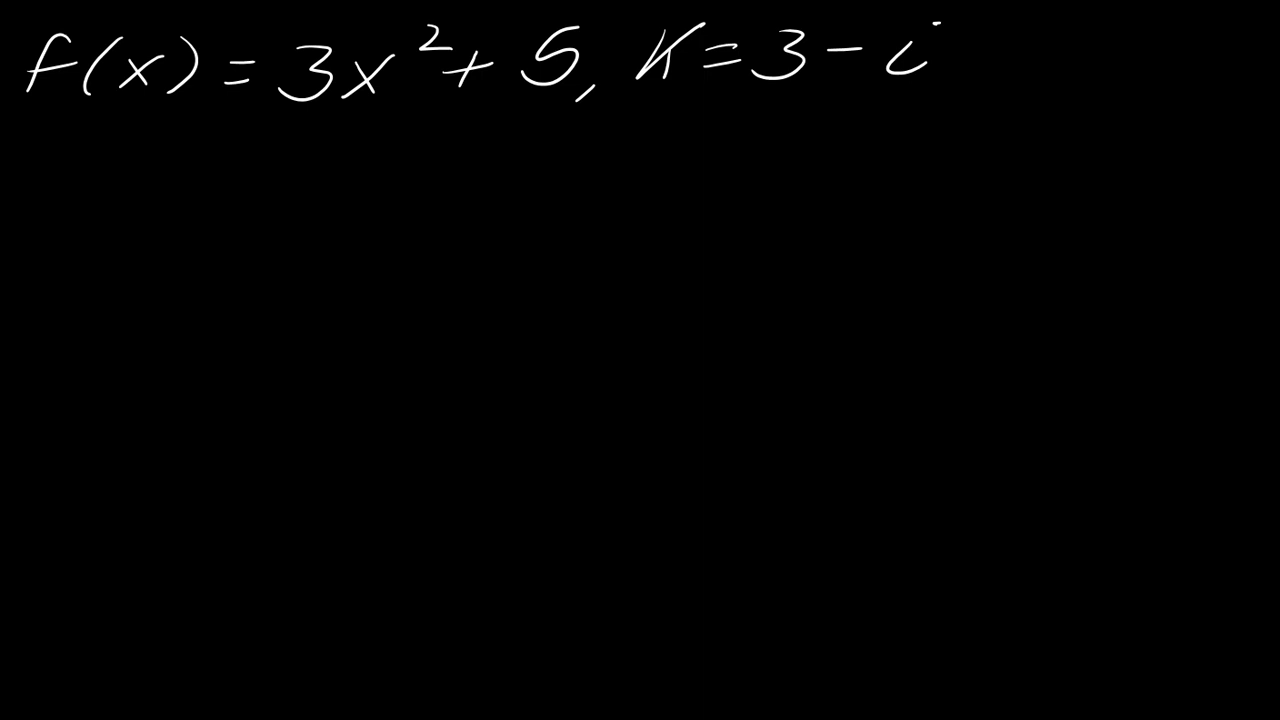 f(x) = 3x² + 5, K = 3 - i